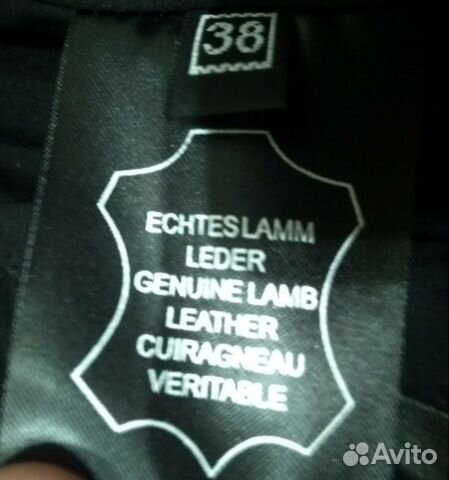 38
ECHTES LAMM
LEDER
GENUINE LAMB
LEATHER
CUIRAGNEAU
VERITABLE
Avito